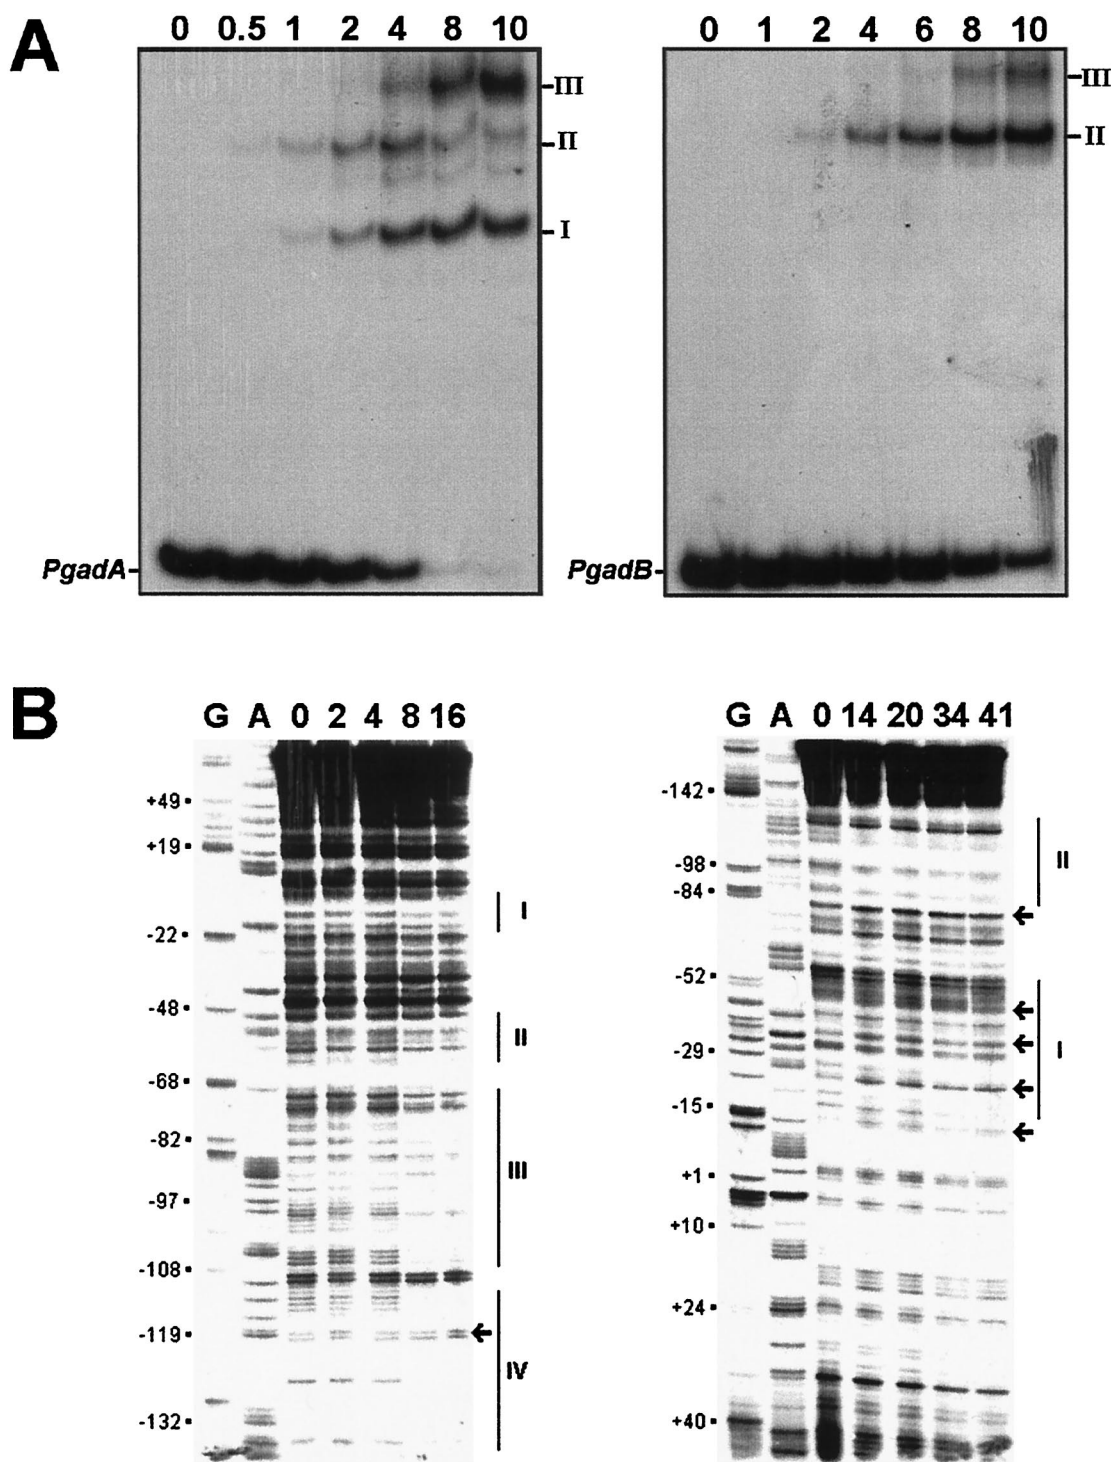 A
0 0.5 1 2 4 8 10
III
II
I
PgadA
0 1 2 4 6 8 10
III
II
PgadB
B
G A 0 2 4 8 16
+49
+19
-22
-48
-68
-82
-97
-108
-119
-132
I
II
III
IV
G A 0 14 20 34 41
-142
-98
-84
-52
-29
-15
+1
+10
+24
+40
II
I